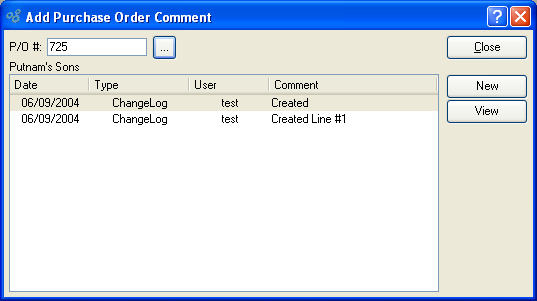 Add Purchase Order Comment
P/O #: 725 ... Close
Putnam's Sons
Date Type User Comment New
06/09/2004 ChangeLog test Created View
06/09/2004 ChangeLog test Created Line #1